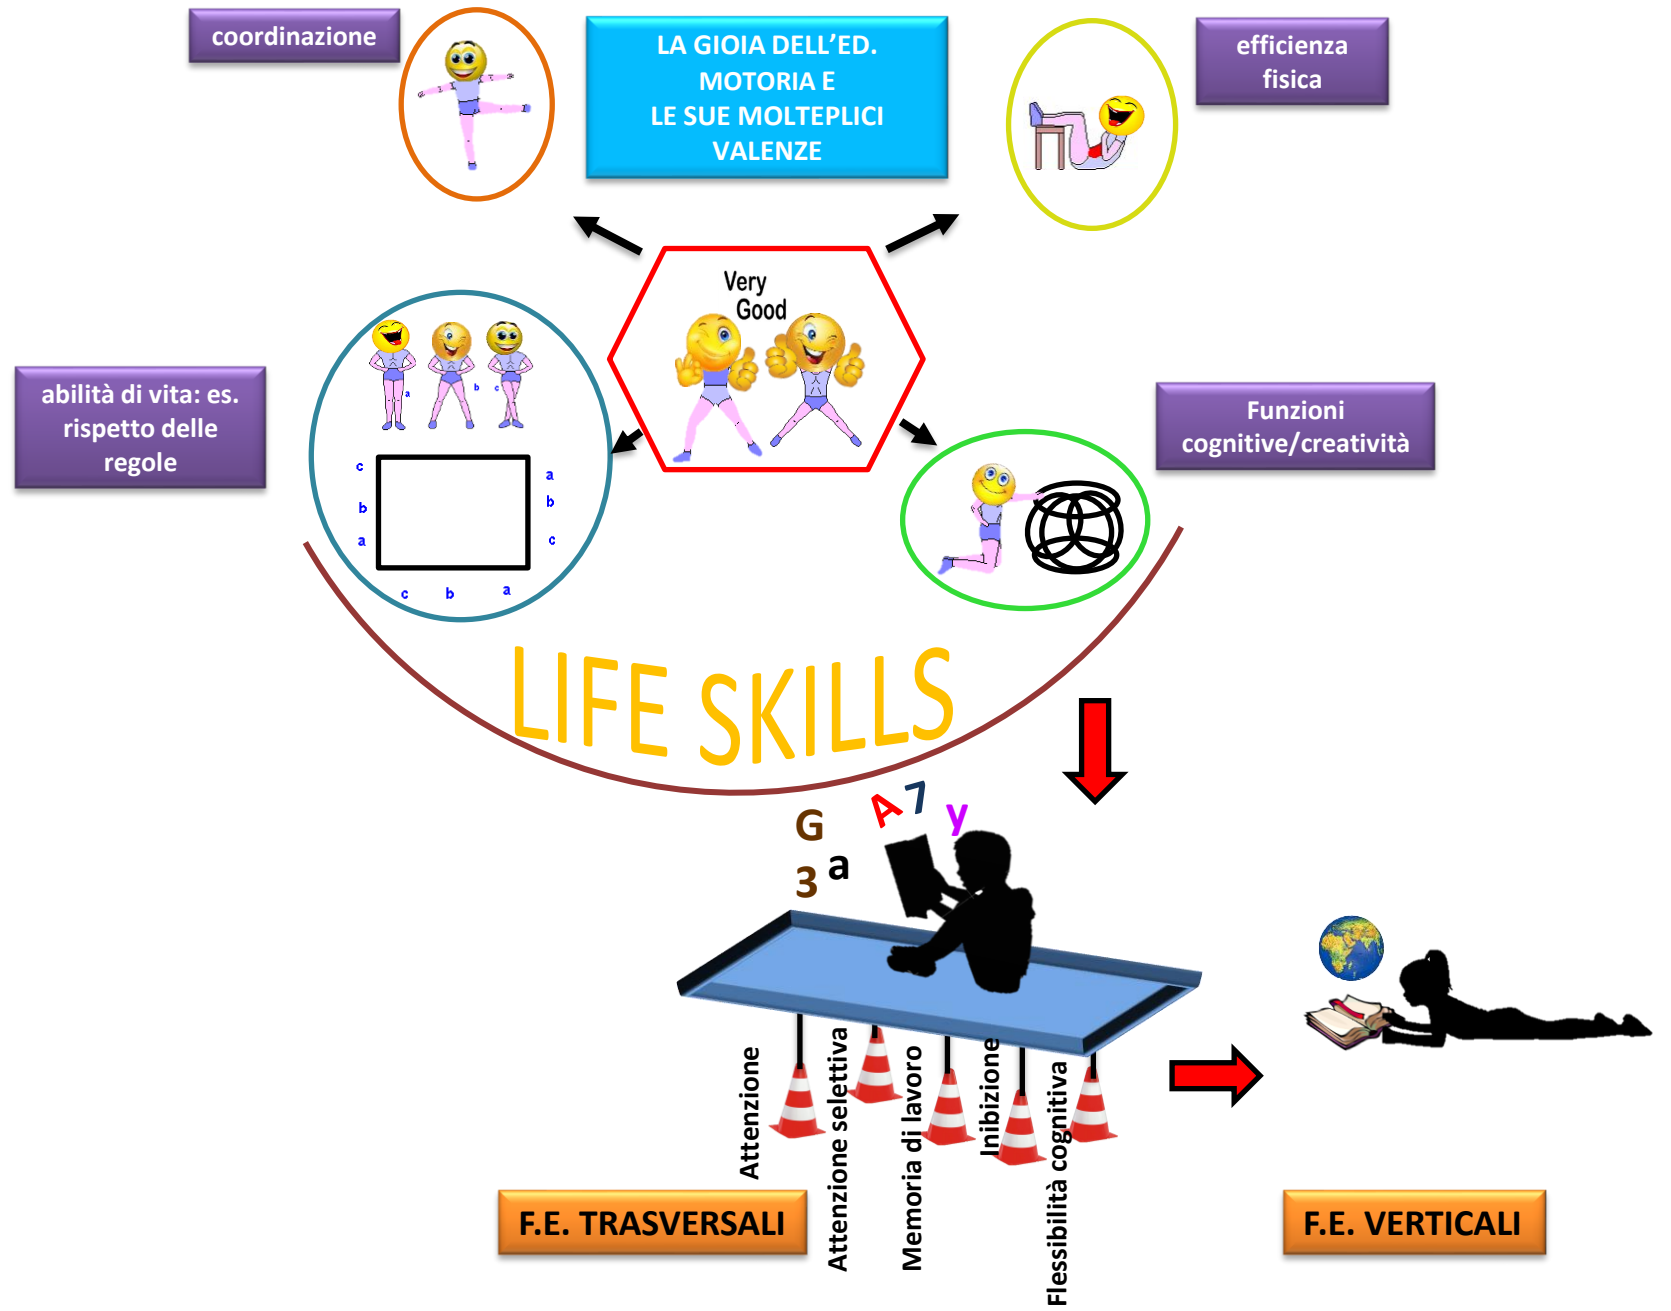 coordinazione
LA GIOIA DELL'ED.
MOTORIA E
LE SUE MOLTEPLICI
VALENZE
efficienza
fisica
Very
Good
abilità di vita: es.
rispetto delle
regole
a
b
c
c
b
a
a
b
c
c
b
a
Funzioni
cognitive/creatività
LIFE SKILLS
G
A
7
y
3
a
Attenzione
Attenzione selettiva
Memoria di lavoro
Inibizione
Flessibilità cognitiva
F.E. TRASVERSALI
F.E. VERTICALI